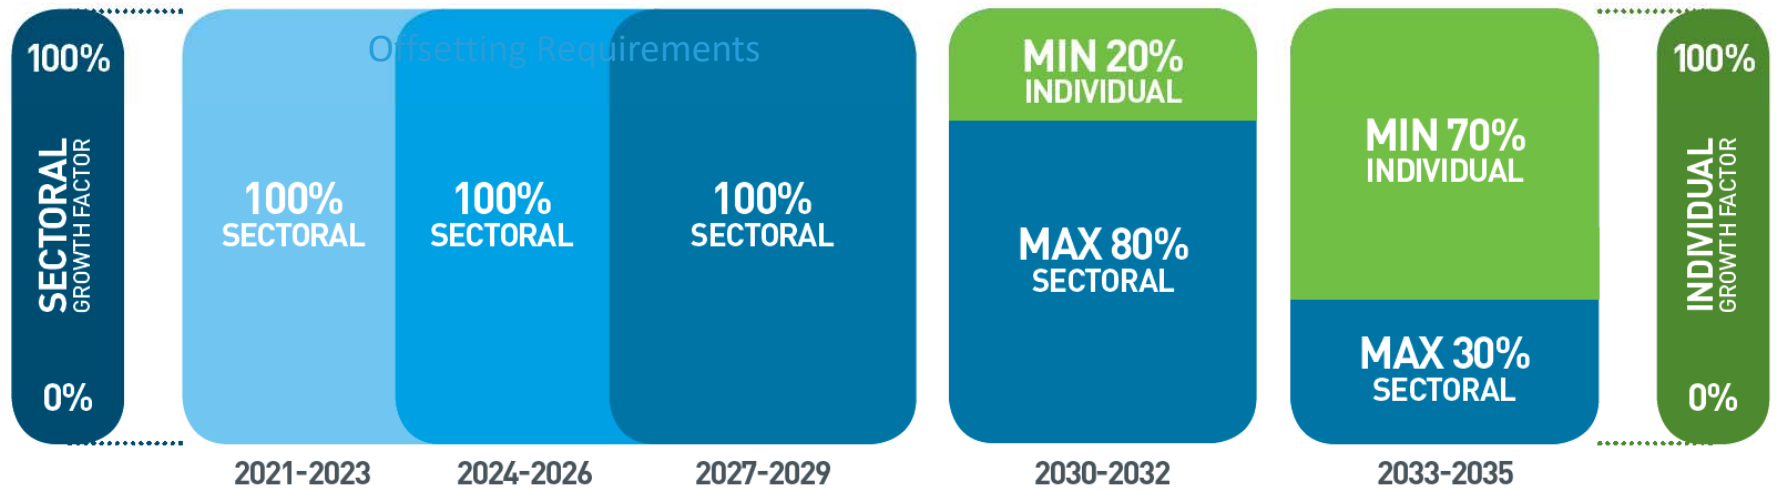 Offsetting Requirements
100%
SECTORAL
GROWTH FACTOR
0%
100%
SECTORAL
100%
SECTORAL
100%
SECTORAL
MIN 20%
INDIVIDUAL
MAX 80%
SECTORAL
MIN 70%
INDIVIDUAL
MAX 30%
SECTORAL
100%
INDIVIDUAL
GROWTH FACTOR
0%
2021-2023
2024-2026
2027-2029
2030-2032
2033-2035